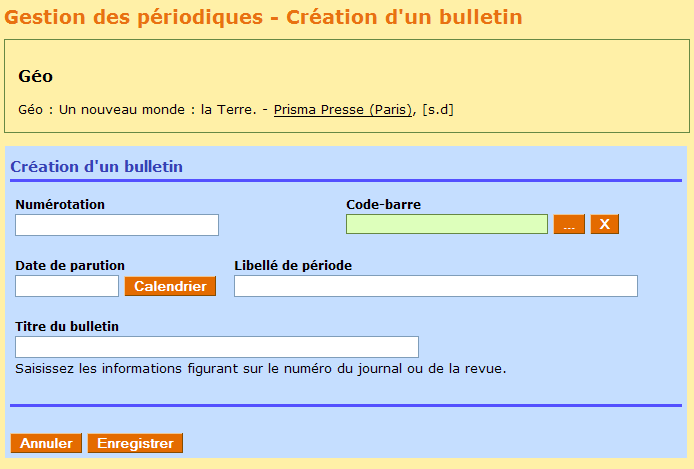 Gestion des périodiques - Création d'un bulletin
Géo
Géo : Un nouveau monde : la Terre. - Prisma Presse (Paris), [s.d]
Création d'un bulletin
Numérotation Code-barre
... X
Date de parution Libellé de période
Calendrier
Titre du bulletin
Saisissez les informations figurant sur le numéro du journal ou de la revue.
Annuler Enregistrer